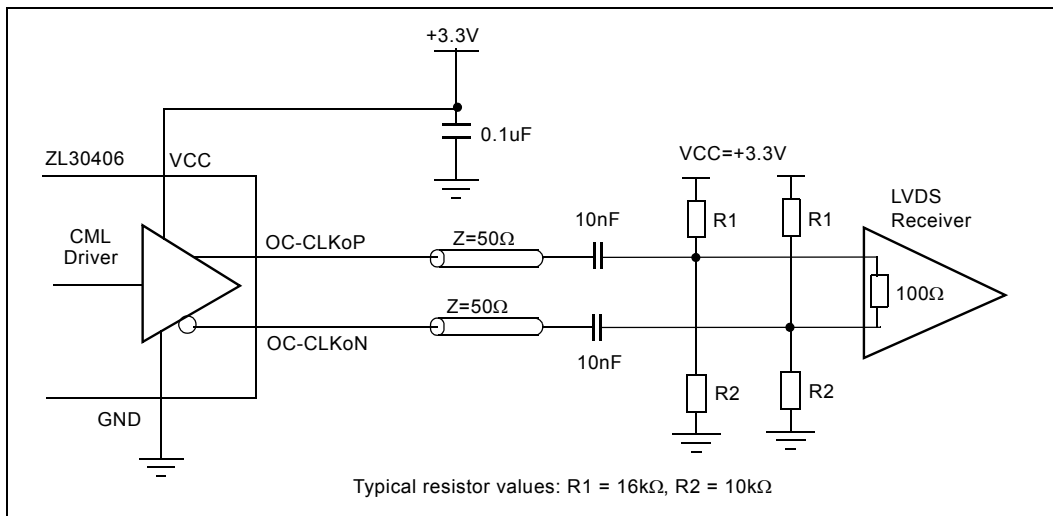 +3.3V
0.1uF
ZL30406
VCC
VCC=+3.3V
LVDS
Receiver
CML
Driver
OC-CLKoP
Z=50Ω
10nF
R1
R1
100Ω
Z=50Ω
OC-CLKoN
10nF
R2
R2
GND
Typical resistor values: R1 = 16kΩ, R2 = 10kΩ